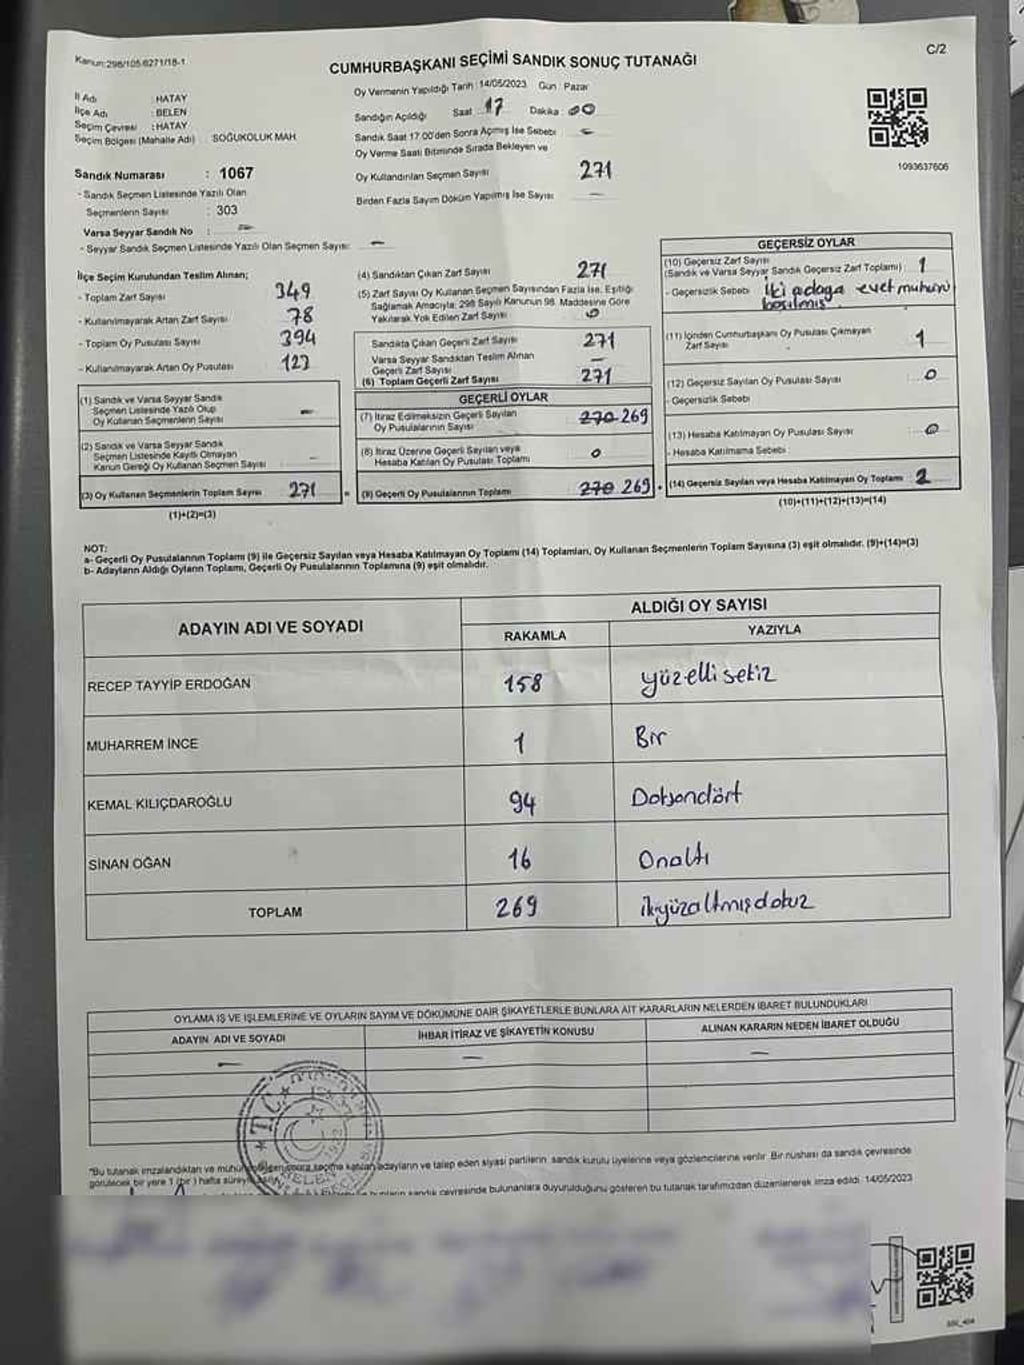 Kanun:298/105 6271/18-1
C/2
CUMHURBAŞKANI SEÇİMİ SANDIK SONUÇ TUTANAĞI
Oy Vermenin Yapıldığı Tarih :14/05/2023 Gün : Pazar
İl Adı : HATAY
İlçe Adı : BELEN
Seçim Çevresi : HATAY
Seçim Bölgesi (Mahalle Adı) : SOĞUKOLUK MAH
Sandığın Açıldığı Saat 17 Dakika 00
Sandık Saat 17.00'den Sonra Açmış İse Sebebi -
Oy Verme Saati Bitiminde Sırada Bekleyen ve
Oy Kullandırılan Seçmen Sayısı 271
Birden Fazla Sayım Döküm Yapılmış İse Sayısı -
1093637606
Sandık Numarası : 1067
- Sandık Seçmen Listesinde Yazılı Olan
Seçmenlerin Sayısı : 303
Varsa Seyyar Sandık No : -
- Seyyar Sandık Seçmen Listesinde Yazılı Olan Seçmen Sayısı: -
İlçe Seçim Kurulundan Teslim Alınan;
- Toplam Zarf Sayısı 349
- Kullanılmayarak Artan Zarf Sayısı 78
- Toplam Oy Pusulası Sayısı 394
- Kullanılmayarak Artan Oy Pusulası 123
(1) Sandık ve Varsa Seyyar Sandık
Seçmen Listesinde Yazılı Olup
Oy Kullanan Seçmenlerin Sayısı -
(2) Sandık ve Varsa Seyyar Sandık
Seçmen Listesinde Kayıtlı Olmayan
Kanun Gereği Oy Kullanan Seçmen Sayısı -
(3) Oy Kullanan Seçmenlerin Toplam Sayısı 271
(1)+(2)=(3)
(4) Sandıktan Çıkan Zarf Sayısı 271
(5) Zarf Sayısı Oy Kullanan Seçmen Sayısından Fazla İse, Eşitliği
Sağlamak Amacıyla, 298 Sayılı Kanunun 98. Maddesine Göre
Yakılarak Yok Edilen Zarf Sayısı 0
Sandıkta Çıkan Geçerli Zarf Sayısı 271
Varsa Seyyar Sandıktan Teslim Alınan
Geçerli Zarf Sayısı -
(6) Toplam Geçerli Zarf Sayısı 271
GEÇERLİ OYLAR
(7) İtiraz Edilmeksizin Geçerli Sayılan
Oy Pusulalarının Sayısı 270 269
(8) İtiraz Üzerine Geçerli Sayılan veya
Hesaba Katılan Oy Pusulası Toplamı 0
(9) Geçerli Oy Pusulalarının Toplamı 270 269
GEÇERSİZ OYLAR
(10) Geçersiz Zarf Sayısı
(Sandık ve Varsa Seyyar Sandık Geçersiz Zarf Toplamı) : 1
- Geçersizlik Sebebi : iki adaya evet muhuru
basılmış
(11) İçinden Cumhurbaşkanı Oy Pusulası Çıkmayan
Zarf Sayısı 1
(12) Geçersiz Sayılan Oy Pusulası Sayısı 0
- Geçersizlik Sebebi
(13) Hesaba Katılmayan Oy Pusulası Sayısı 0
- Hesaba Katılmama Sebebi
(14) Geçersiz Sayılan veya Hesaba Katılmayan Oy Toplamı : 2
(10)+(11)+(12)+(13)=(14)
NOT:
a- Geçerli Oy Pusulalarının Toplamı (9) ile Geçersiz Sayılan veya Hesaba Katılmayan Oy Toplamı (14) Toplamları, Oy Kullanan Seçmenlerin Toplam Sayısına (3) eşit olmalıdır. (9)+(14)=(3)
b- Adayların Aldığı Oyların Toplamı, Geçerli Oy Pusulalarının Toplamına (9) eşit olmalıdır.
ADAYIN ADI VE SOYADI
ALDIĞI OY SAYISI
RAKAMLA YAZIYLA
RECEP TAYYİP ERDOĞAN 158 yüzellisekiz
MUHARREM İNCE 1 Bir
KEMAL KILIÇDAROĞLU 94 Doksandört
SİNAN OĞAN 16 Onaltı
TOPLAM 269 ikiyüzaltmışdokuz
OYLAMA İŞ VE İŞLEMLERİNE VE OYLARIN SAYIM VE DÖKÜMÜNE DAİR ŞİKAYETLERLE BUNLARA AİT KARARLARIN NELERDEN İBARET BULUNDUKLARI
ADAYIN ADI VE SOYADI İHBAR İTİRAZ VE ŞİKAYETİN KONUSU ALINAN KARARIN NEDEN İBARET OLDUĞU
- - -
T.C.
BELEN
*Bu tutanak imzalandıktan ve mühürlendikten sonra seçime katılan adayların ve talep eden siyasi partilerin, sandık kurulu üyelerine veya gözlemcilerine verilir. Bir nüshası da sandık çevresinde
görülecek bir yere 1 (bir) hafta süreyle
bunların sandık çevresinde bulunanlara duyurulduğunu gösteren bu tutanak tarafımızdan düzenlenerek imza edildi. 14/05/2023